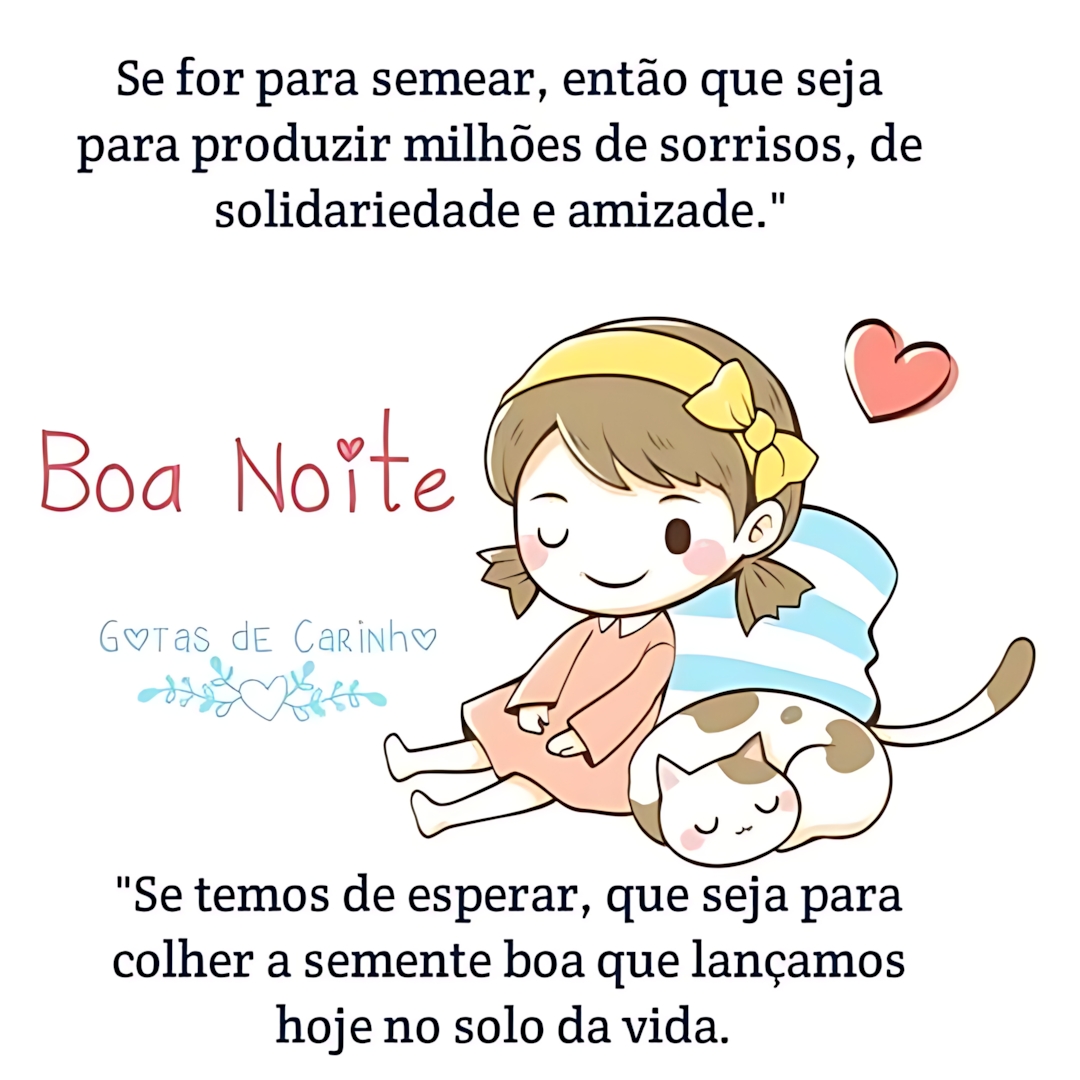 Se for para semear, então que seja
para produzir milhões de sorrisos, de
solidariedade e amizade."
Boa Noite
Gotas de Carinho
"Se temos de esperar, que seja para
colher a semente boa que lançamos
hoje no solo da vida.